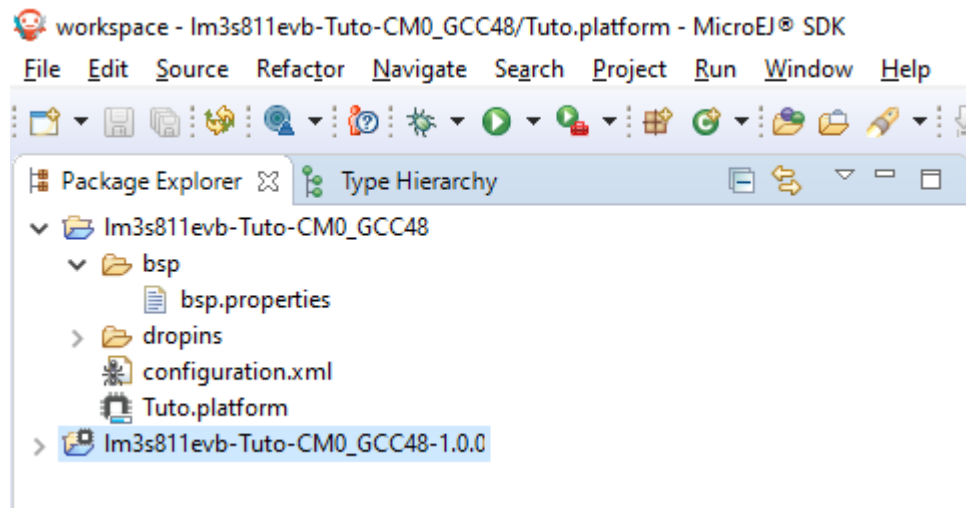 workspace - lm3s811evb-Tuto-CM0_GCC48/Tuto.platform - MicroEJ® SDK
File Edit Source Refactor Navigate Search Project Run Window Help
Package Explorer Type Hierarchy
lm3s811evb-Tuto-CM0_GCC48
bsp
bsp.properties
dropins
configuration.xml
Tuto.platform
lm3s811evb-Tuto-CM0_GCC48-1.0.0